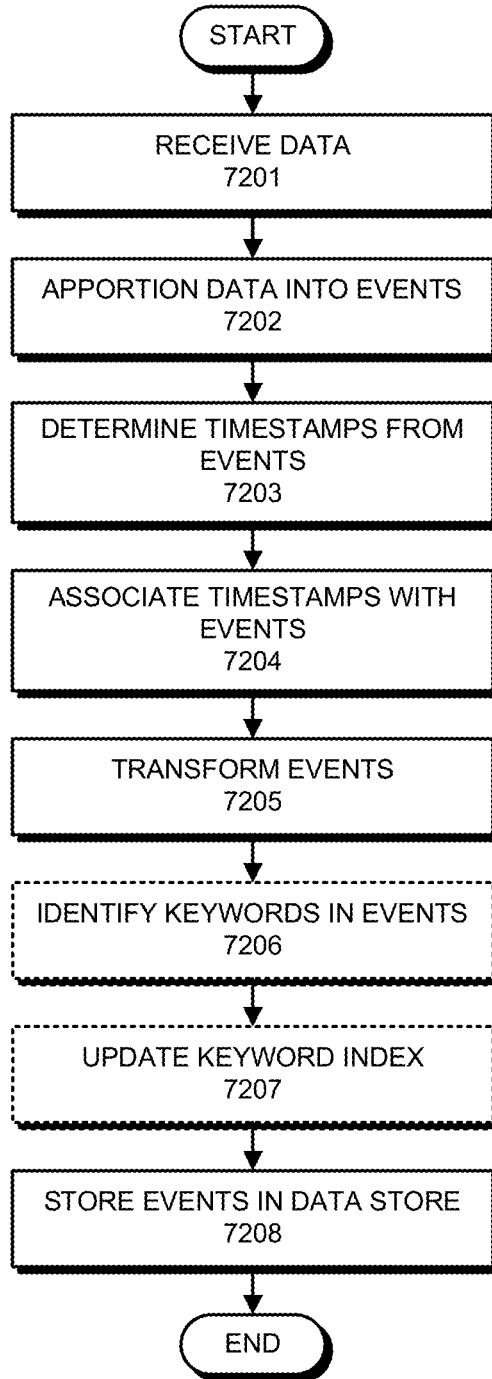 START
RECEIVE DATA
7201
APPORTION DATA INTO EVENTS
7202
DETERMINE TIMESTAMPS FROM
EVENTS
7203
ASSOCIATE TIMESTAMPS WITH
EVENTS
7204
TRANSFORM EVENTS
7205
IDENTIFY KEYWORDS IN EVENTS
7206
UPDATE KEYWORD INDEX
7207
STORE EVENTS IN DATA STORE
7208
END